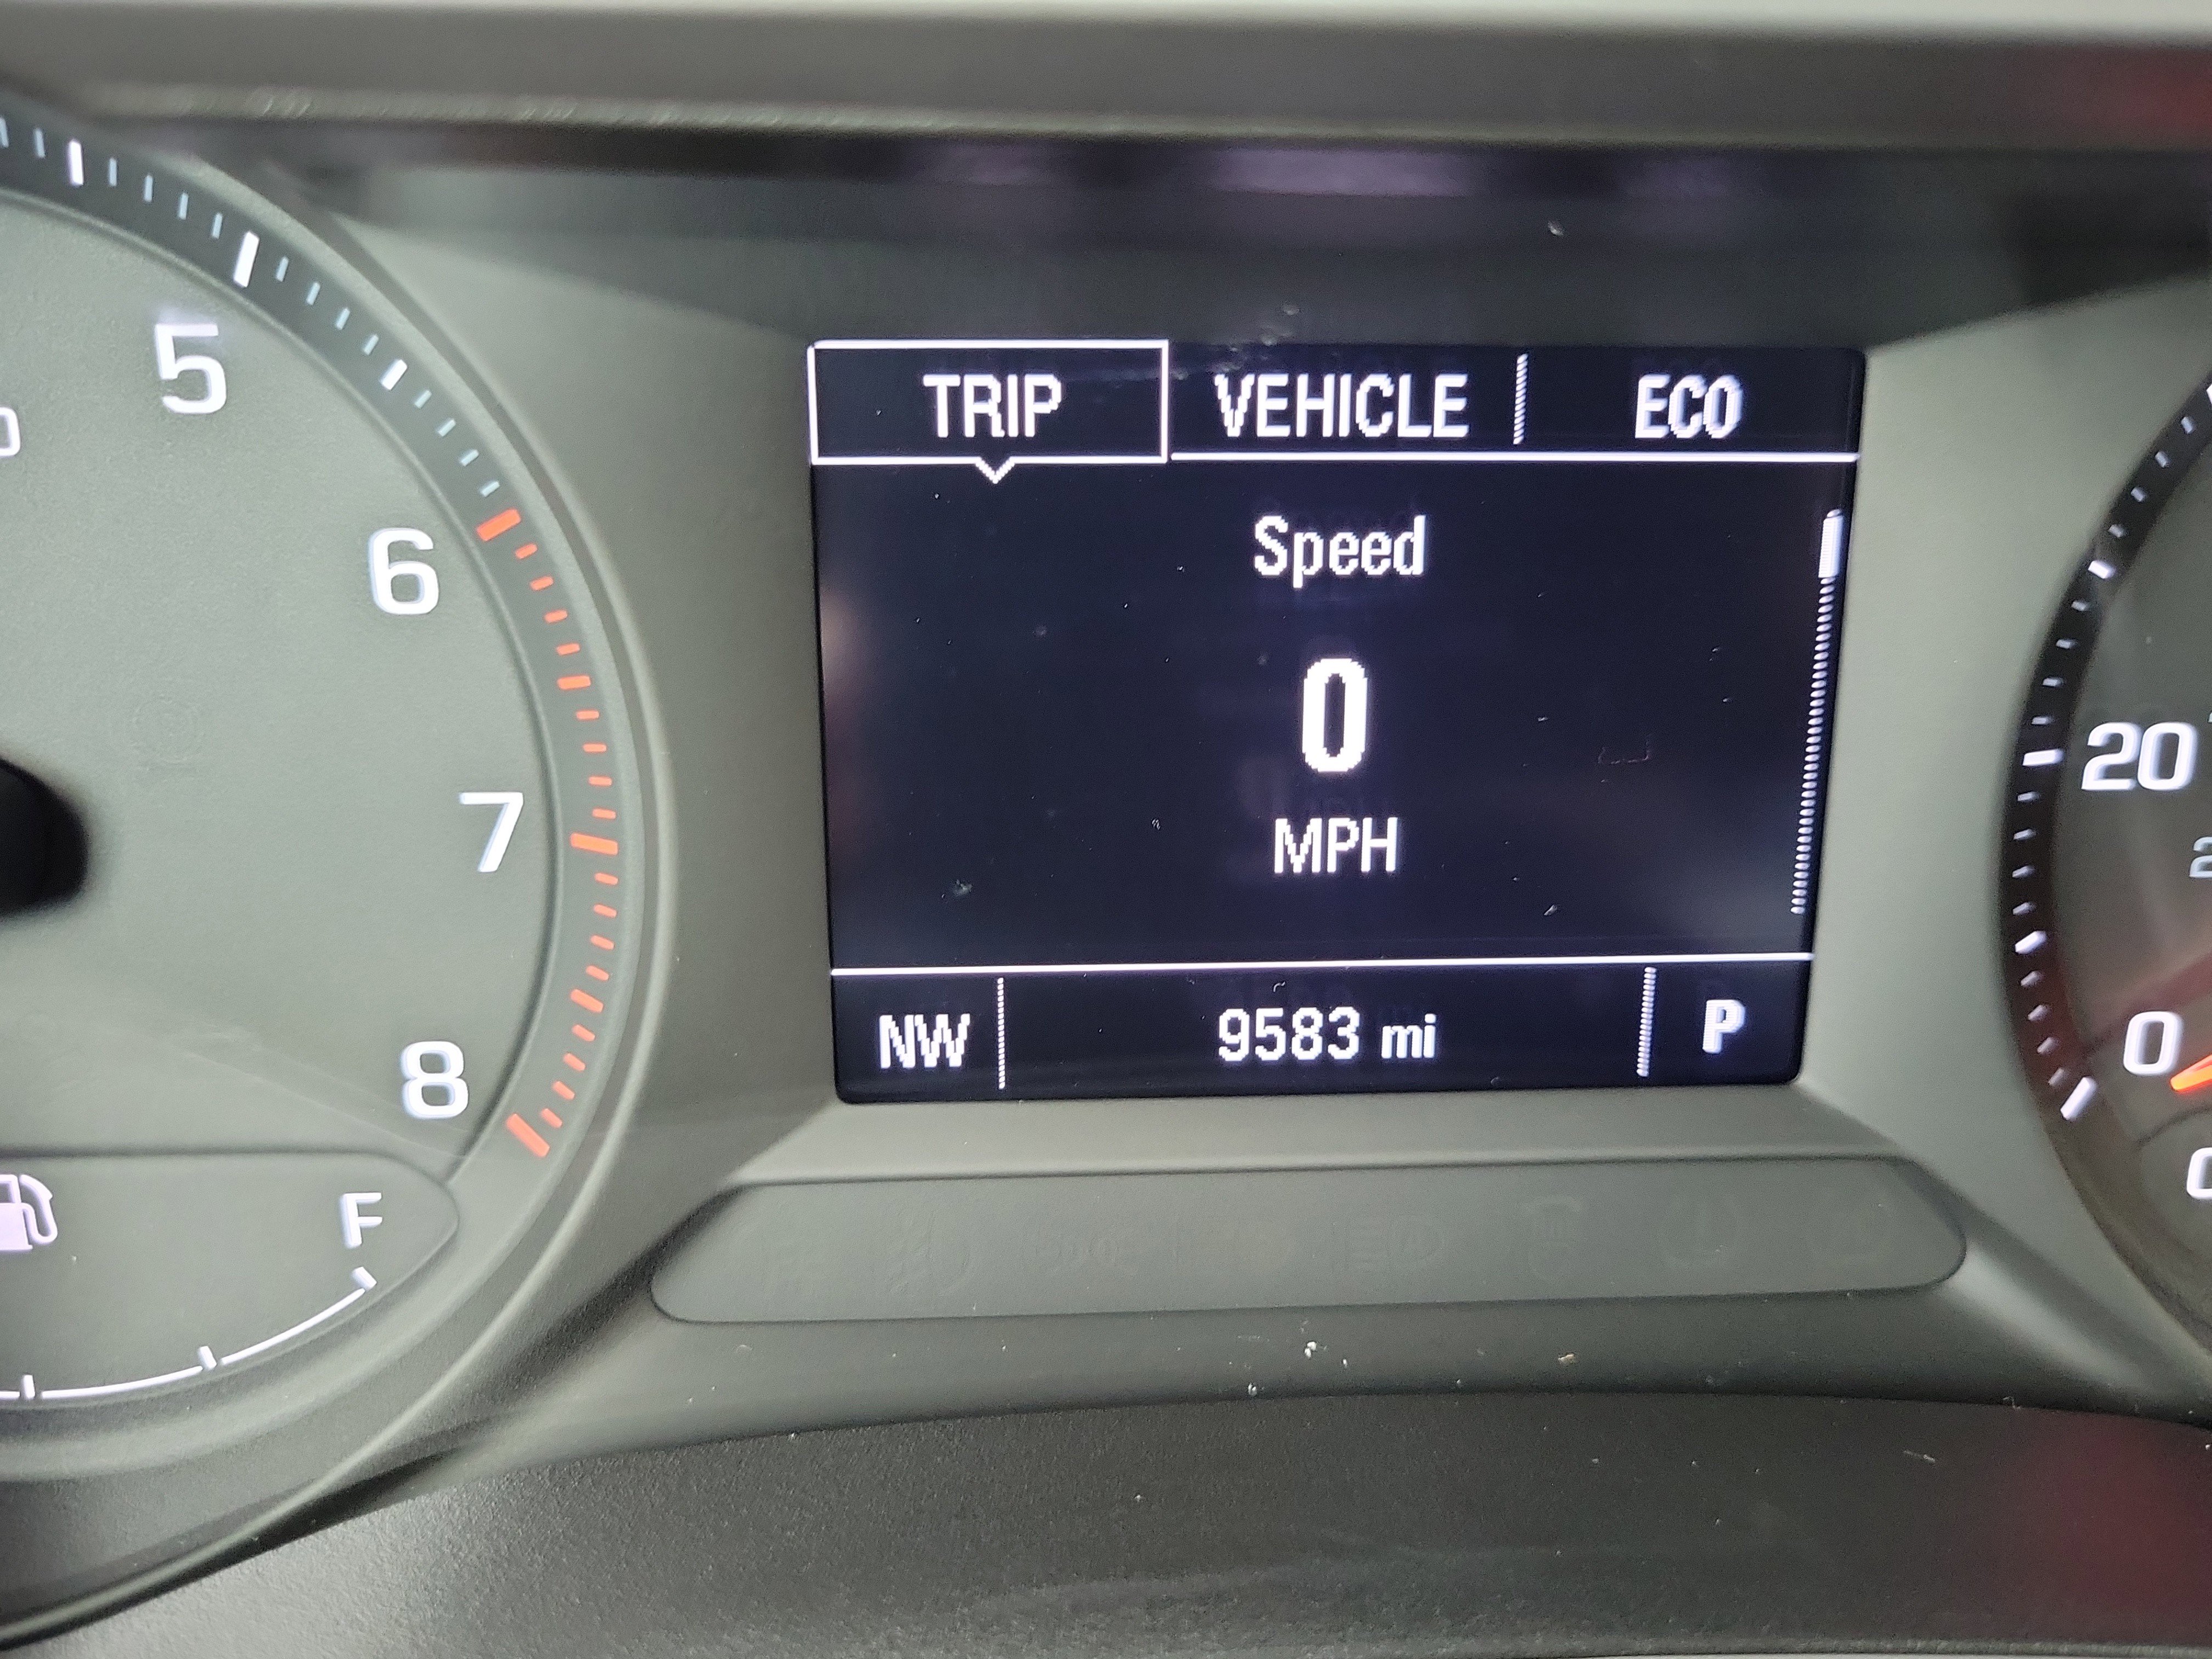 5
6
7
8
F
TRIP VEHICLE ECO
Speed
0
MPH
NW 9583 mi P
20
0